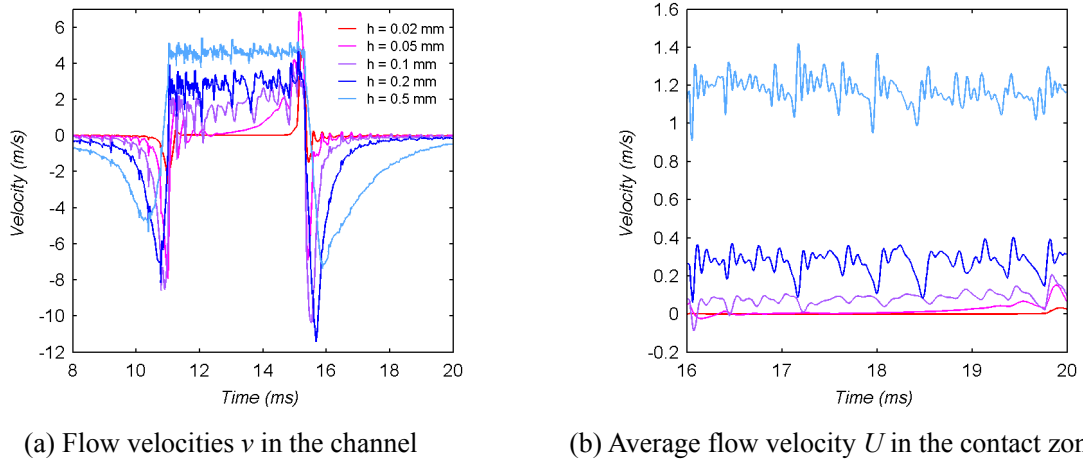 6
4
2
0
-2
-4
-6
-8
-10
-12
8
10
12
14
16
18
20
Velocity (m/s)
Time (ms)
h = 0.02 mm
h = 0.05 mm
h = 0.1 mm
h = 0.2 mm
h = 0.5 mm
1.6
1.4
1.2
1.0
0.8
0.6
0.4
0.2
0
-0.2
16
17
18
19
20
Velocity (m/s)
Time (ms)
(a) Flow velocities v in the channel
(b) Average flow velocity U in the contact zon